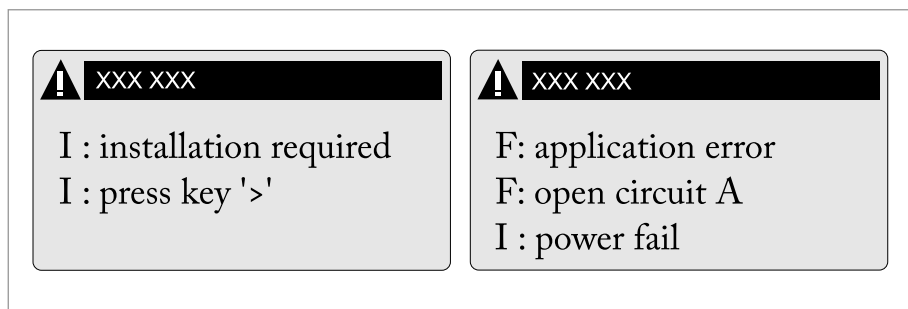 XXX XXX
I : installation required
I : press key '>'
XXX XXX
F: application error
F: open circuit A
I : power fail